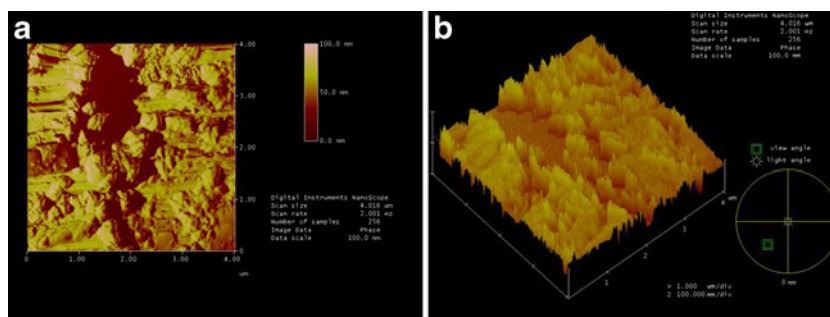 a
4.00
3.00
2.00
1.00
0
0 1.00 2.00 3.00 4.00
um
100.0 nm
50.0 nm
0.0 nm
Digital Instruments NanoScope
Scan size 4.016 um
Scan rate 2.001 Hz
Number of samples 256
Image Data Phase
Data scale 100.0 nm
b
Digital Instruments NanoScope
Scan size 4.016 um
Scan rate 2.001 Hz
Number of samples 256
Image Data Phase
Data scale 100.0 nm
view angle
light angle
um
4
3
2
1
X 1.000 um/div
Z 100.000 nm/div